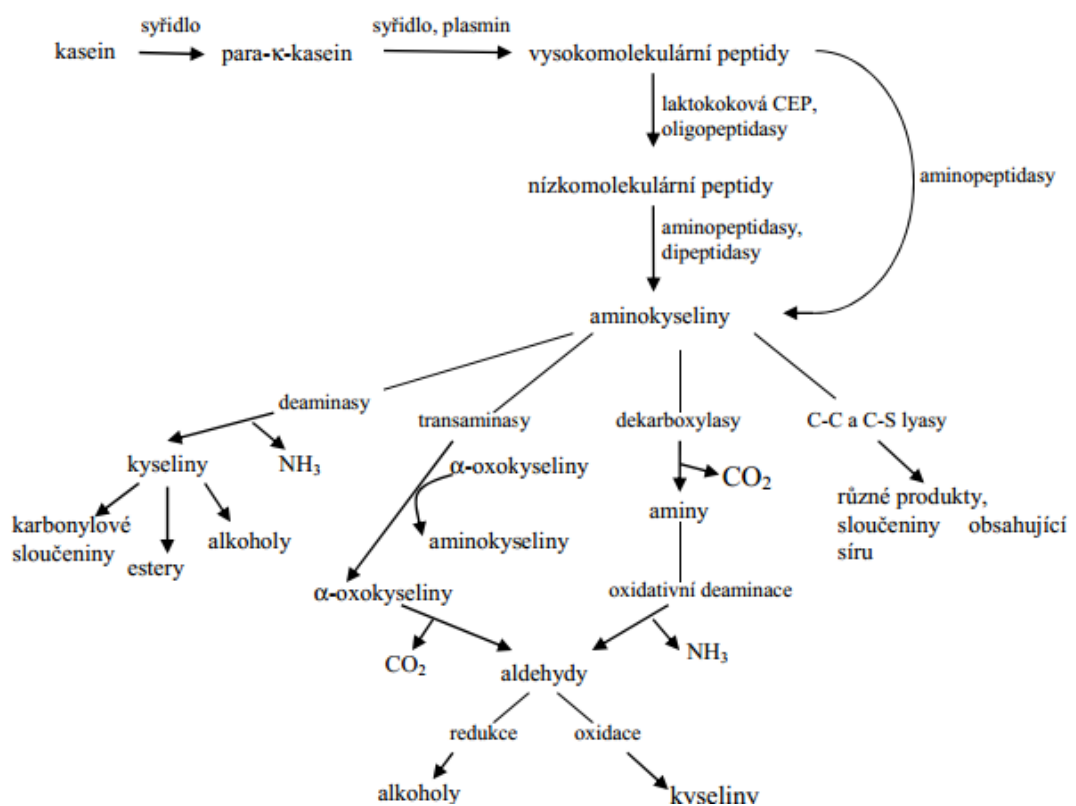 syřidlo
syřidlo, plasmin
kasein
para-κ-kasein
vysokomolekulární peptidy
laktokoková CEP,
oligopeptidasy
aminopeptidasy
nízkomolekulární peptidy
aminopeptidasy,
dipeptidasy
aminokyseliny
deaminasy
transaminasy
dekarboxylasy
C-C a C-S lyasy
kyseliny
NH₃
α-oxokyseliny
CO₂
různé produkty,
sloučeniny obsahující
síru
aminy
karbonylové
sloučeniny
estery
alkoholy
aminokyseliny
α-oxokyseliny
oxidativní deaminace
CO₂
NH₃
aldehydy
redukce
oxidace
alkoholy
kyseliny